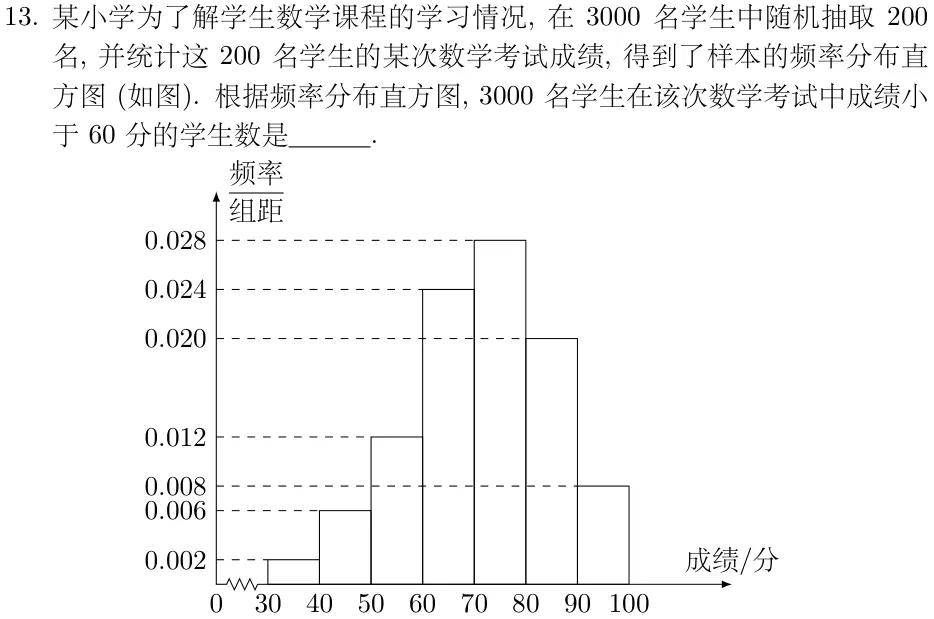 13. 某小学为了解学生数学课程的学习情况, 在 3000 名学生中随机抽取 200
名, 并统计这 200 名学生的某次数学考试成绩, 得到了样本的频率分布直
方图 (如图). 根据频率分布直方图, 3000 名学生在该次数学考试中成绩小
于 60 分的学生数是______.
频率
组距
0.028
0.024
0.020
0.012
0.008
0.006
0.002
成绩/分
0 30 40 50 60 70 80 90 100